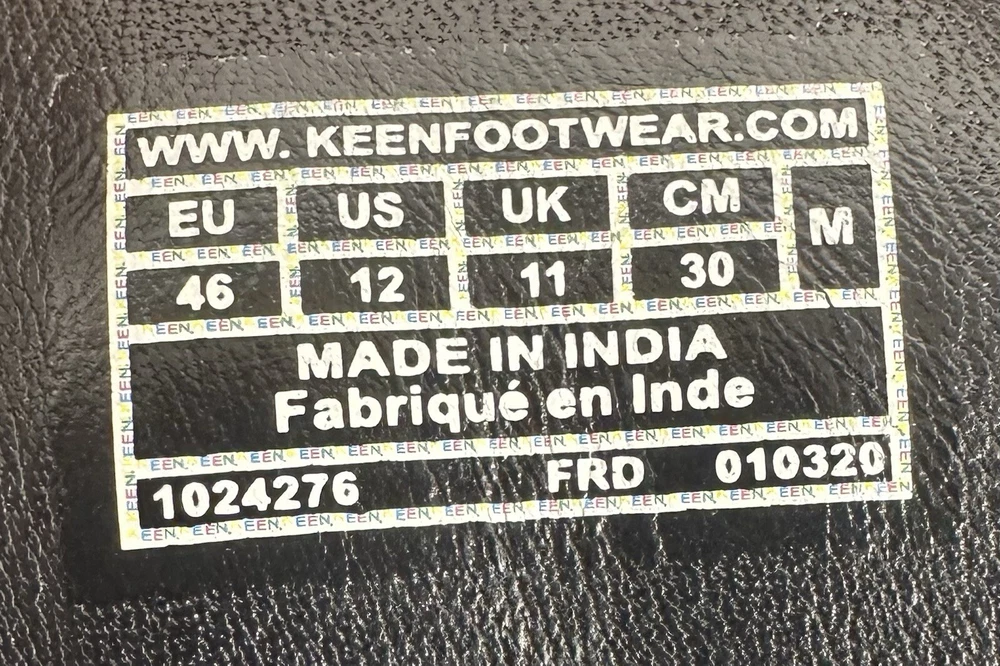 WWW. KEENFOOTWEAR.COM
EU US UK CM M
46 12 11 30
MADE IN INDIA
Fabriqué en Inde
1024276 FRD 010320